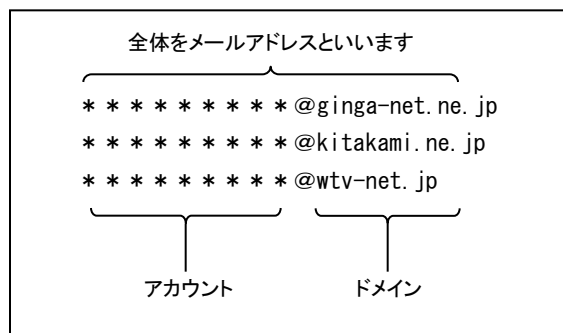 全体をメールアドレスといいます
*********@ginga-net.ne.jp
*********@kitakami.ne.jp
*********@wtv-net.jp
アカウント
ドメイン